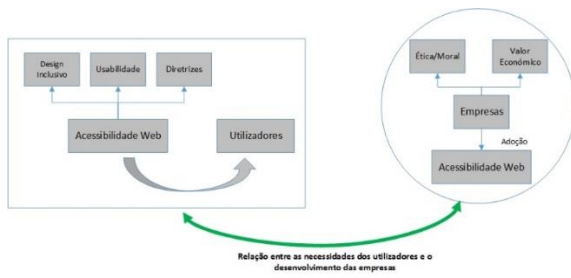 Design
Inclusivo
Usabilidade
Diretrizes
Acessibilidade Web
Utilizadores
Ética/Moral
Valor
Económico
Empresas
Adoção
Acessibilidade Web
Relação entre as necessidades dos utilizadores e o
desenvolvimento das empresas